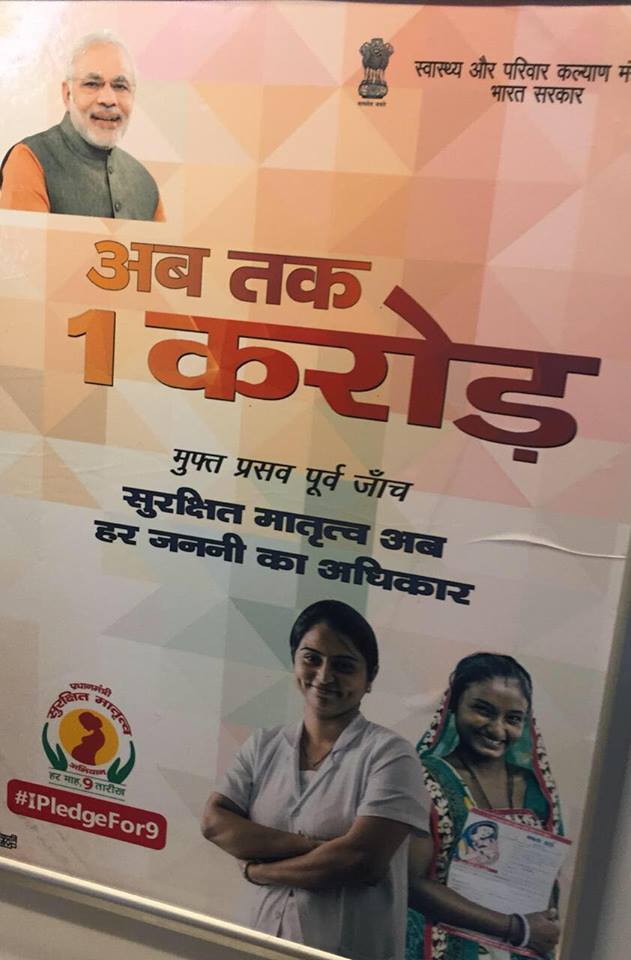 स्वास्थ्य और परिवार कल्याण
भारत सरकार
अब तक
1 करोड़
मुफ्त प्रसव पूर्व जाँच
सुरक्षित मातृत्व अब
हर जननी का अधिकार
प्रधानमंत्री
सुरक्षित मातृत्व
अभियान
हर माह, 9 तारीख
#IPledgeFor9